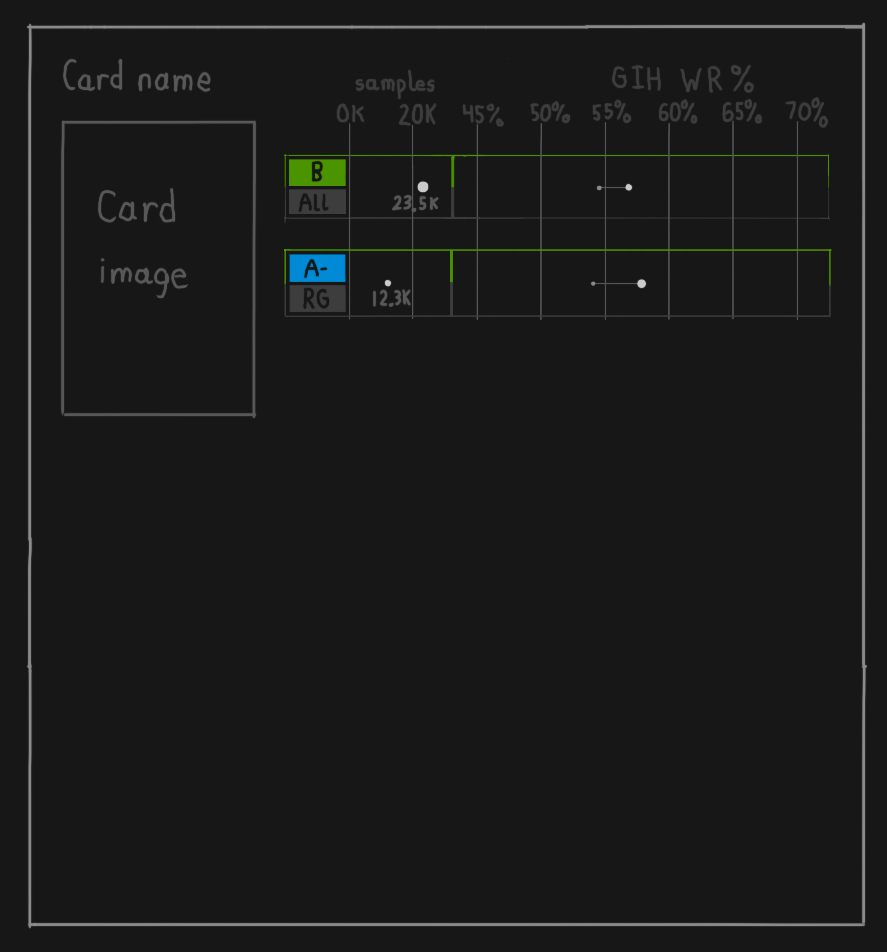 Card name
samples
GIH WR%
0K 20K 45% 50% 55% 60% 65% 70%
Card
image
B
All
23.5K
A-
RG
12.3K